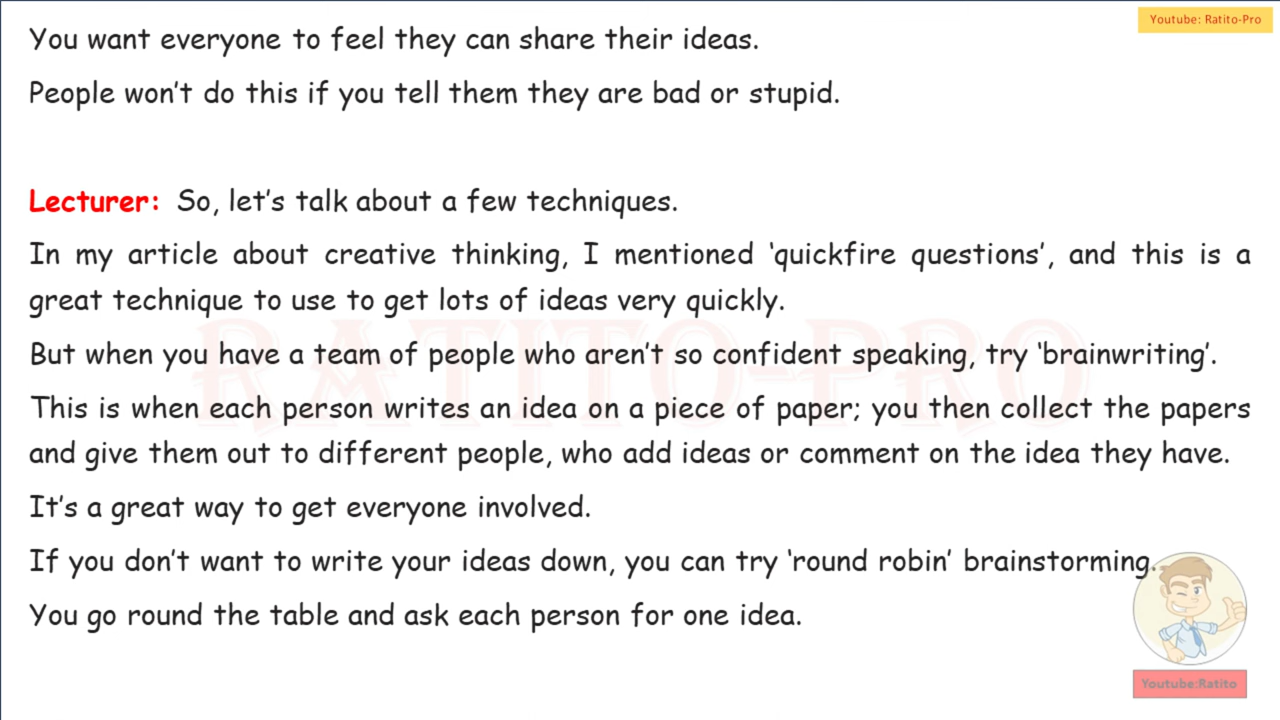 Youtube: Ratito-Pro
You want everyone to feel they can share their ideas.
People won't do this if you tell them they are bad or stupid.
Lecturer: So, let's talk about a few techniques.
In my article about creative thinking, I mentioned ‘quickfire questions’, and this is a
great technique to use to get lots of ideas very quickly.
RATITO-PRO
But when you have a team of people who aren't so confident speaking, try ‘brainwriting’.
This is when each person writes an idea on a piece of paper; you then collect the papers
and give them out to different people, who add ideas or comment on the idea they have.
It's a great way to get everyone involved.
If you don't want to write your ideas down, you can try ‘round robin’ brainstorming.
You go round the table and ask each person for one idea.
Youtube:Ratito